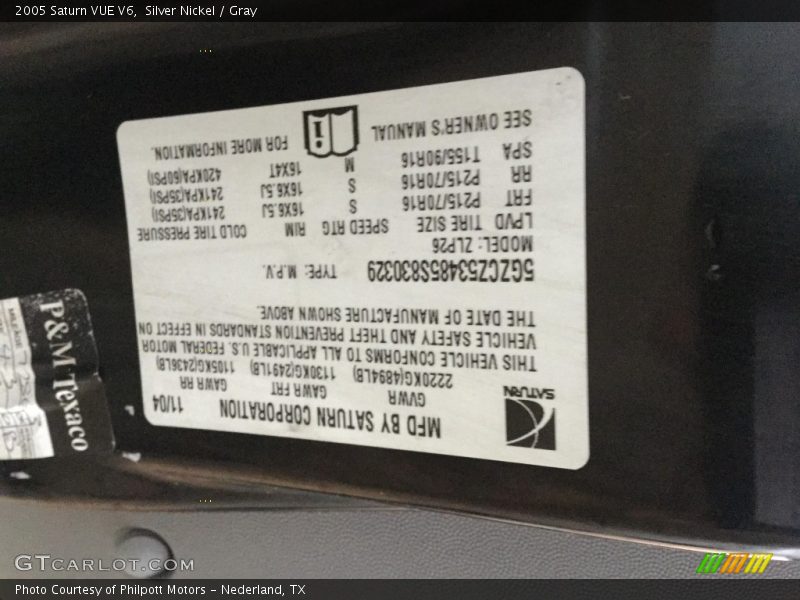 2005 Saturn VUE V6,  Silver Nickel / Gray
SATURN
MFD BY SATURN CORPORATION 11/04
GVWR GAWR FRT GAWR RR
2220KG(4894LB) 1130KG(2491LB) 1105KG(2436LB)
THIS VEHICLE CONFORMS TO ALL APPLICABLE U.S. FEDERAL MOTOR
VEHICLE SAFETY AND THEFT PREVENTION STANDARDS IN EFFECT ON
THE DATE OF MANUFACTURE SHOWN ABOVE.
5GZCZ53485S830329 TYPE: M.P.V.
MODEL: ZLP26
LPVD TIRE SIZE SPEED RTG RIM COLD TIRE PRESSURE
FRT P215/70R16 S 16X6.5J 241KPA(35PSI)
RR P215/70R16 S 16X6.5J 241KPA(35PSI)
SPA T155/90R16 M 16X4T 420KPA(60PSI)
SEE OWNER'S MANUAL FOR MORE INFORMATION.
P&M Texaco
GTCARLOT.COM
Photo Courtesy of Philpott Motors - Nederland, TX